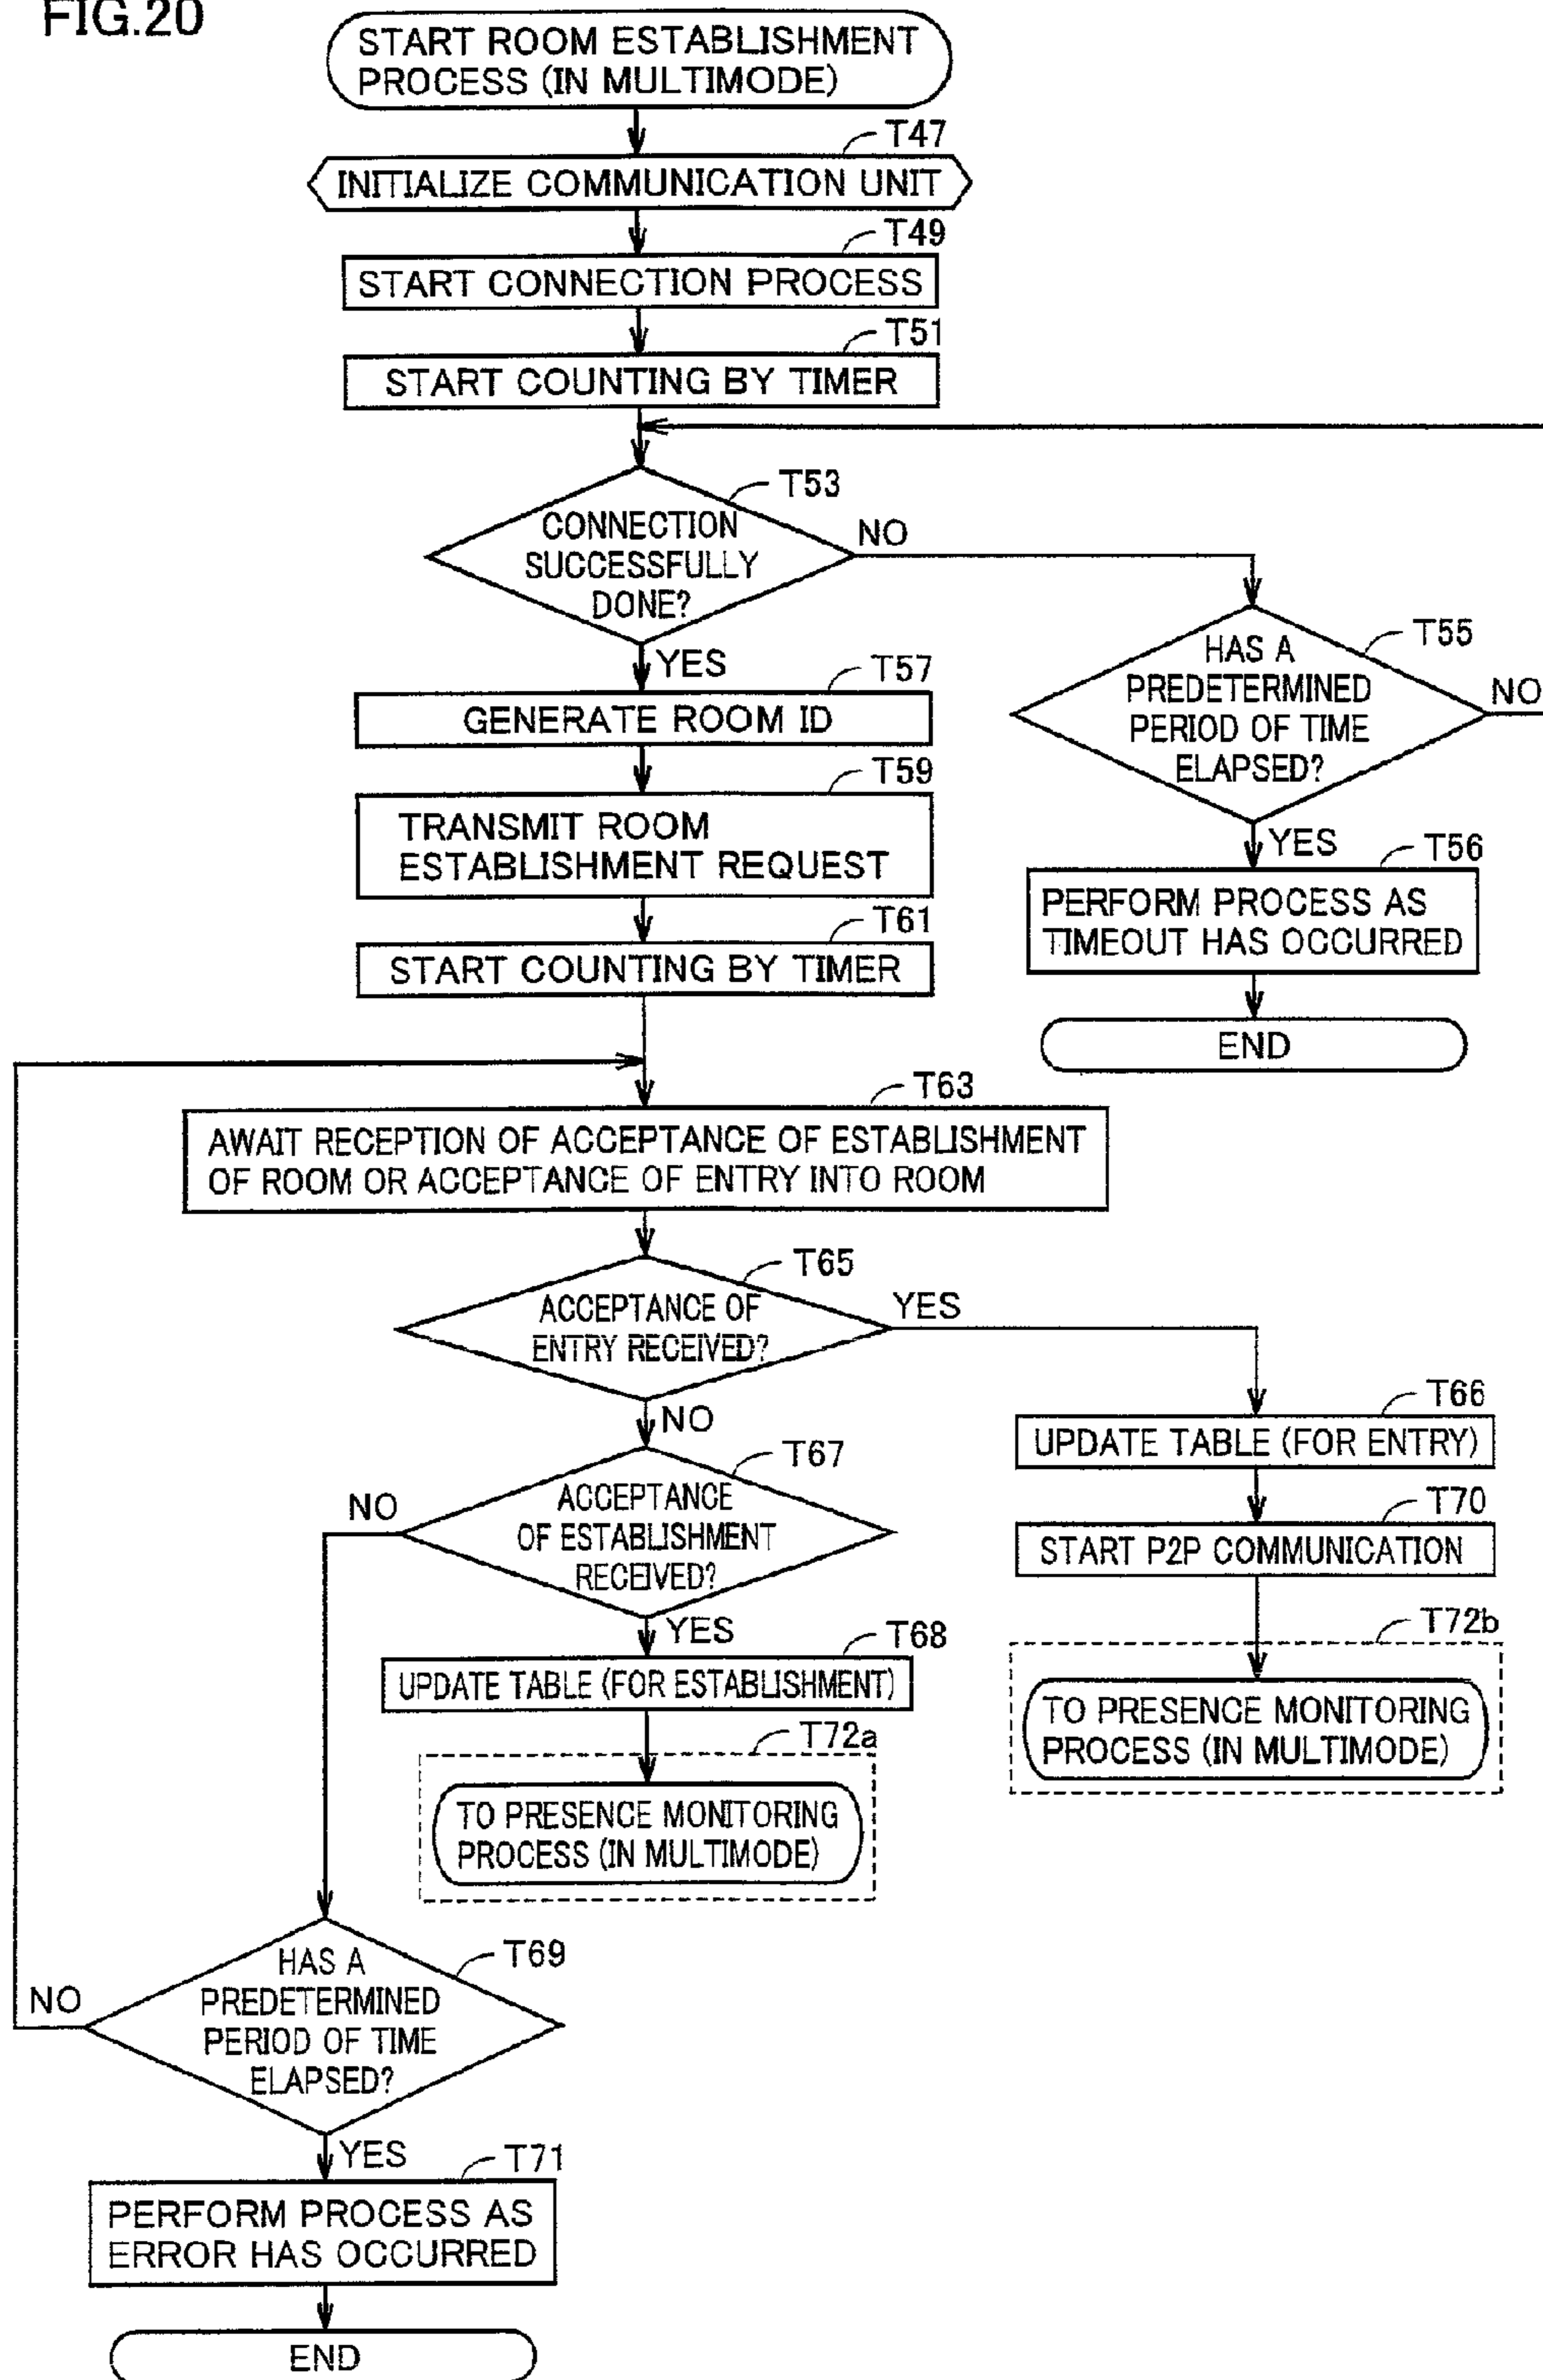 FIG.20
START ROOM ESTABLISHMENT
PROCESS (IN MULTIMODE)
T47
INITIALIZE COMMUNICATION UNIT
T49
START CONNECTION PROCESS
T51
START COUNTING BY TIMER
T53
CONNECTION
SUCCESSFULLY
DONE?
NO
YES
T55
HAS A
PREDETERMINED
PERIOD OF TIME
ELAPSED?
NO
YES
T56
PERFORM PROCESS AS
TIMEOUT HAS OCCURRED
END
T57
GENERATE ROOM ID
T59
TRANSMIT ROOM
ESTABLISHMENT REQUEST
T61
START COUNTING BY TIMER
T63
AWAIT RECEPTION OF ACCEPTANCE OF ESTABLISHMENT
OF ROOM OR ACCEPTANCE OF ENTRY INTO ROOM
T65
ACCEPTANCE OF
ENTRY RECEIVED?
YES
NO
T66
UPDATE TABLE (FOR ENTRY)
T70
START P2P COMMUNICATION
T72b
TO PRESENCE MONITORING
PROCESS (IN MULTIMODE)
T67
ACCEPTANCE
OF ESTABLISHMENT
RECEIVED?
NO
YES
T68
UPDATE TABLE (FOR ESTABLISHMENT)
T72a
TO PRESENCE MONITORING
PROCESS (IN MULTIMODE)
T69
HAS A
PREDETERMINED
PERIOD OF TIME
ELAPSED?
NO
YES
T71
PERFORM PROCESS AS
ERROR HAS OCCURRED
END